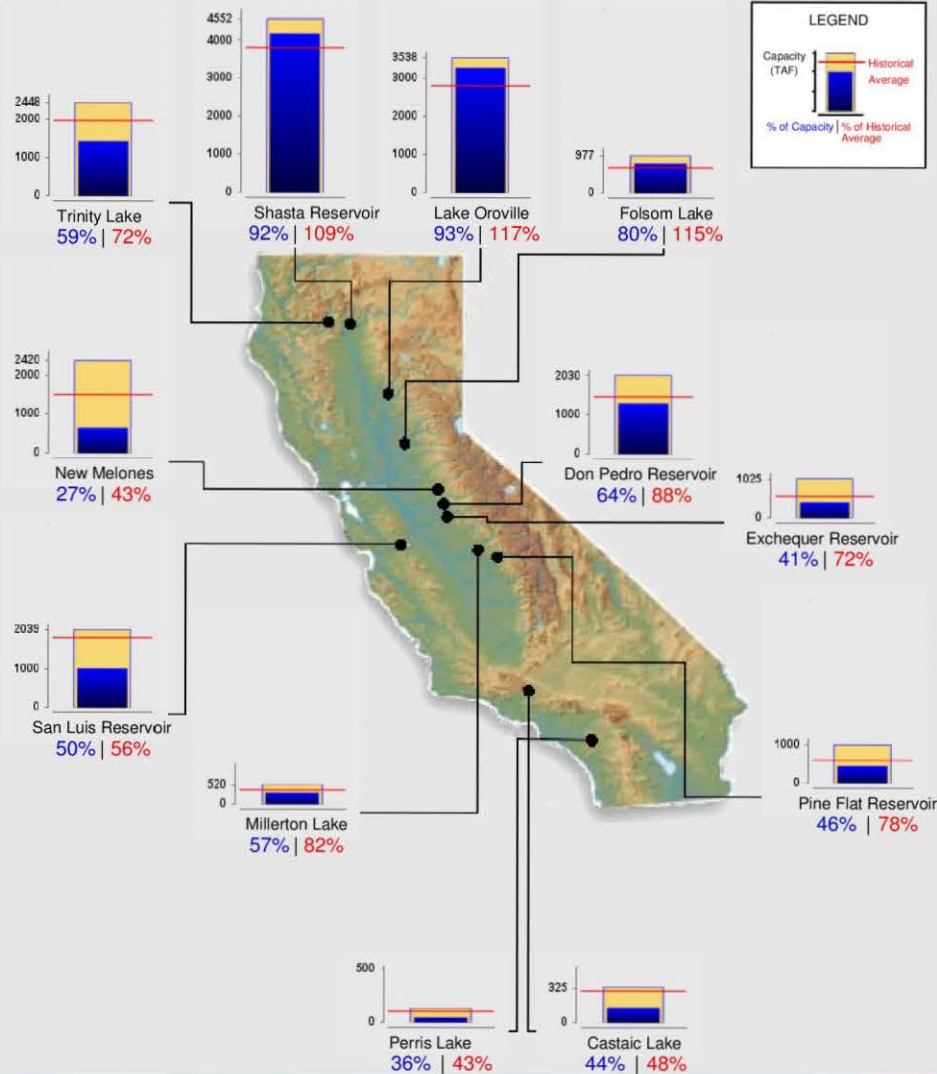 4552
4000
3000
2000
1000
0
Shasta Reservoir
92% | 109%
3538
3000
2000
1000
0
Lake Oroville
93% | 117%
977
0
Folsom Lake
80% | 115%
LEGEND
Capacity
(TAF)
Historical
Average
% of Capacity | % of Historical
Average
2448
2000
1000
0
Trinity Lake
59% | 72%
2420
2000
1000
0
New Melones
27% | 43%
2030
1000
0
Don Pedro Reservoir
64% | 88%
1025
0
Exchequer Reservoir
41% | 72%
2039
1000
0
San Luis Reservoir
50% | 56%
520
0
Millerton Lake
57% | 82%
1000
0
Pine Flat Reservoir
46% | 78%
500
0
Perris Lake
36% | 43%
325
0
Castaic Lake
44% | 48%